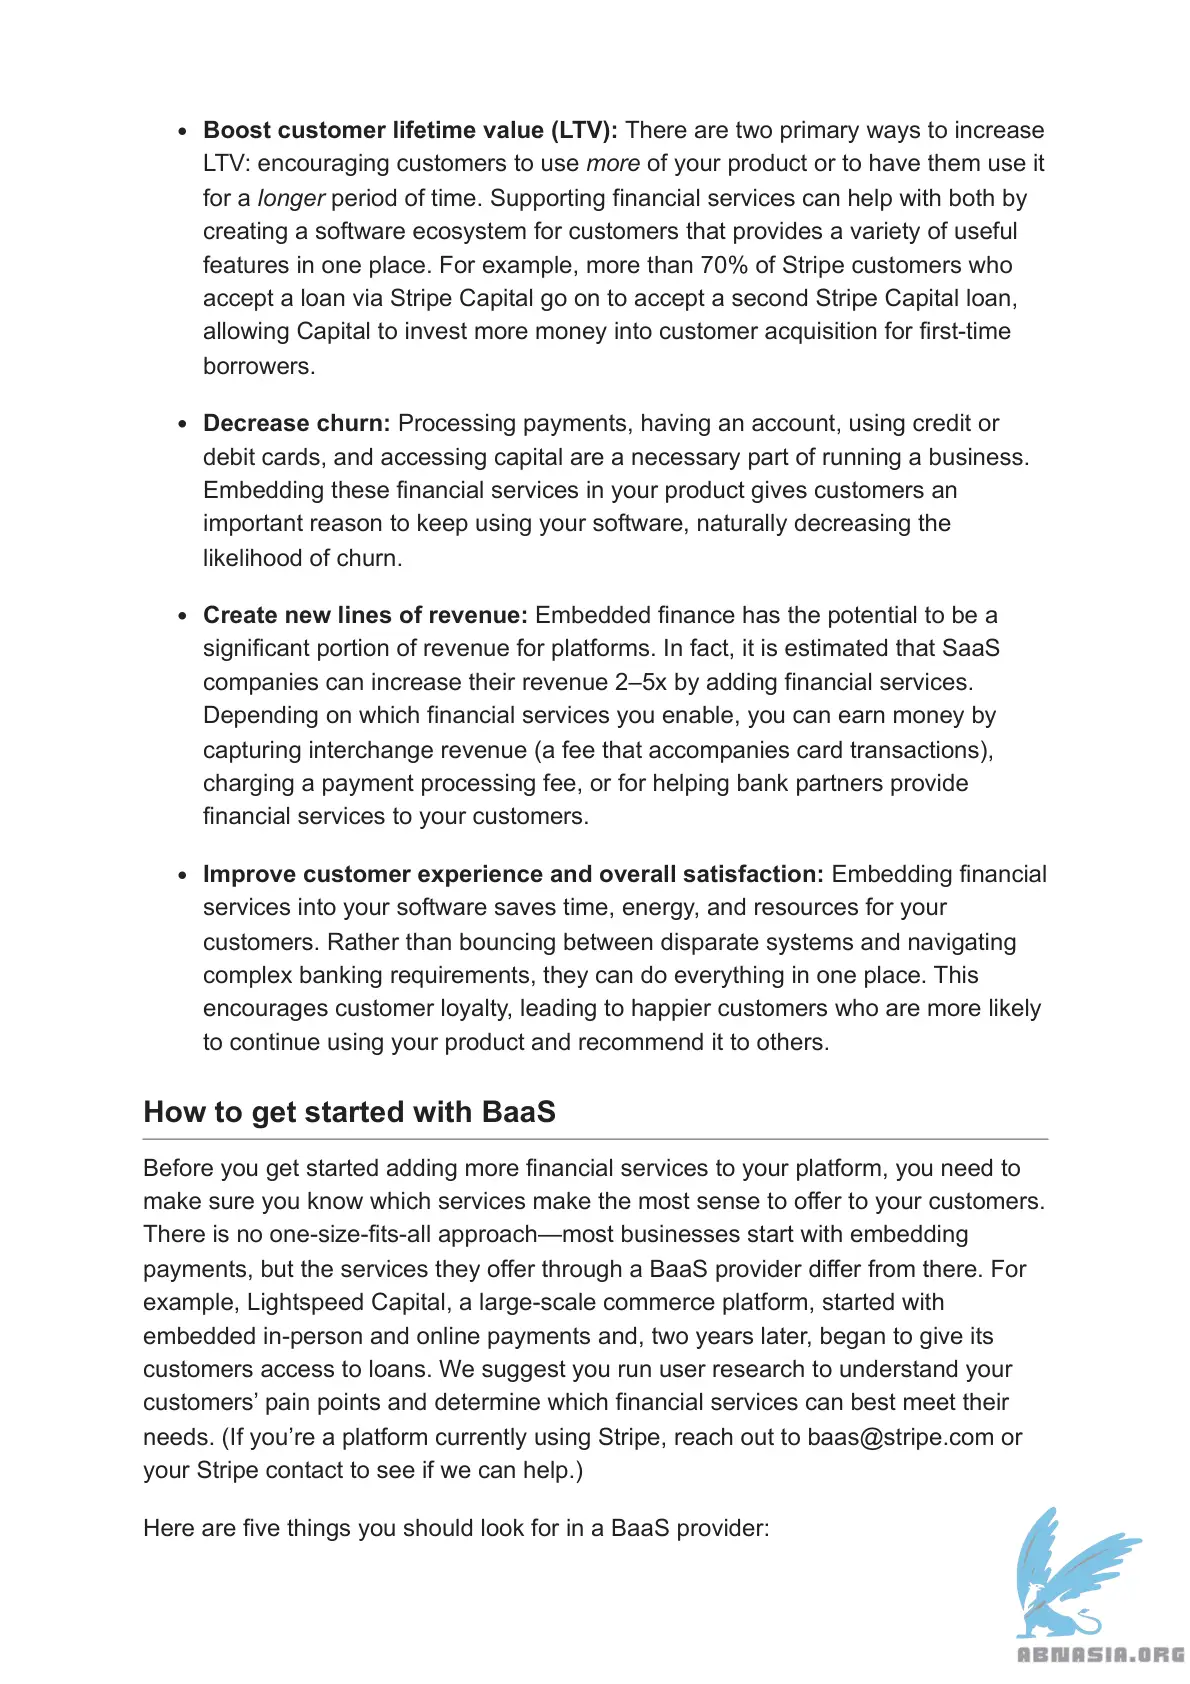 • Boost customer lifetime value (LTV): There are two primary ways to increase
LTV: encouraging customers to use more of your product or to have them use it
for a longer period of time. Supporting financial services can help with both by
creating a software ecosystem for customers that provides a variety of useful
features in one place. For example, more than 70% of Stripe customers who
accept a loan via Stripe Capital go on to accept a second Stripe Capital loan,
allowing Capital to invest more money into customer acquisition for first-time
borrowers.
• Decrease churn: Processing payments, having an account, using credit or
debit cards, and accessing capital are a necessary part of running a business.
Embedding these financial services in your product gives customers an
important reason to keep using your software, naturally decreasing the
likelihood of churn.
• Create new lines of revenue: Embedded finance has the potential to be a
significant portion of revenue for platforms. In fact, it is estimated that SaaS
companies can increase their revenue 2–5x by adding financial services.
Depending on which financial services you enable, you can earn money by
capturing interchange revenue (a fee that accompanies card transactions),
charging a payment processing fee, or for helping bank partners provide
financial services to your customers.
• Improve customer experience and overall satisfaction: Embedding financial
services into your software saves time, energy, and resources for your
customers. Rather than bouncing between disparate systems and navigating
complex banking requirements, they can do everything in one place. This
encourages customer loyalty, leading to happier customers who are more likely
to continue using your product and recommend it to others.
How to get started with BaaS
Before you get started adding more financial services to your platform, you need to
make sure you know which services make the most sense to offer to your customers.
There is no one-size-fits-all approach—most businesses start with embedding
payments, but the services they offer through a BaaS provider differ from there. For
example, Lightspeed Capital, a large-scale commerce platform, started with
embedded in-person and online payments and, two years later, began to give its
customers access to loans. We suggest you run user research to understand your
customers’ pain points and determine which financial services can best meet their
needs. (If you’re a platform currently using Stripe, reach out to baas@stripe.com or
your Stripe contact to see if we can help.)
Here are five things you should look for in a BaaS provider:
ABNASIA.ORG